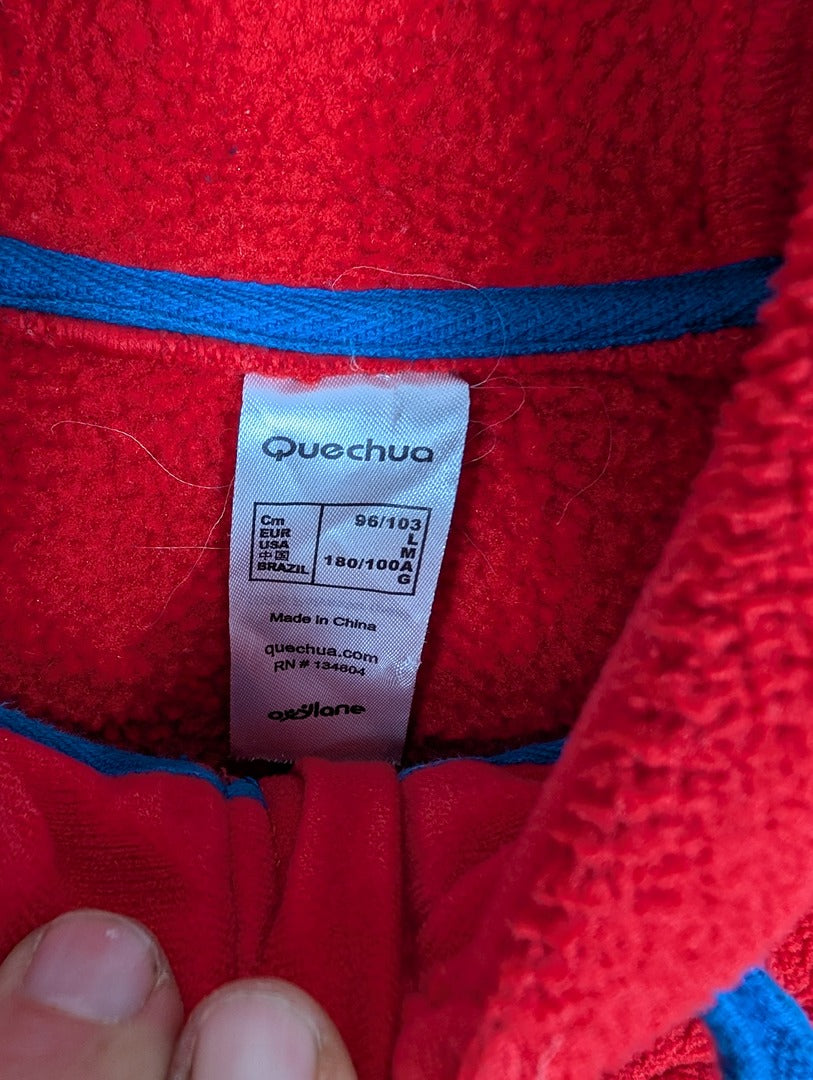 Quechua
Cm 96/103
EUR L
USA M
中国 180/100A
BRAZIL G
Made in China
quechua.com
RN # 134604
oxylane